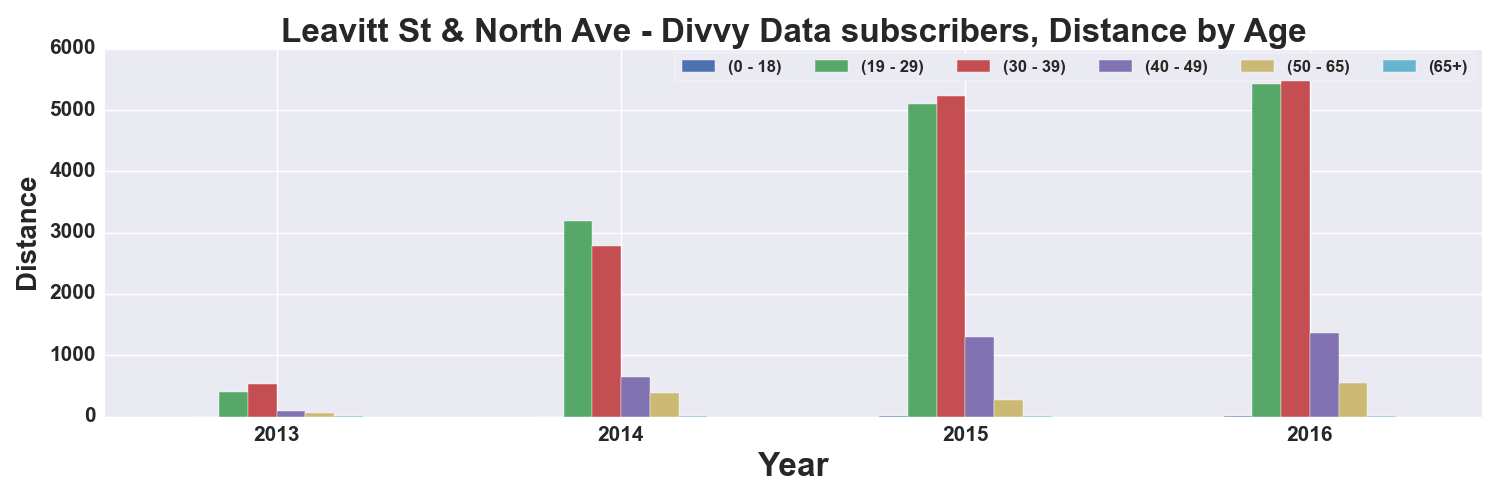 Leavitt St & North Ave - Divvy Data subscribers, Distance by Age
6000
(0 - 18) (19 - 29) (30 - 39) (40 - 49) (50 - 65) (65+)
5000
4000
3000
2000
1000
0
Distance
2013 2014 2015 2016
Year